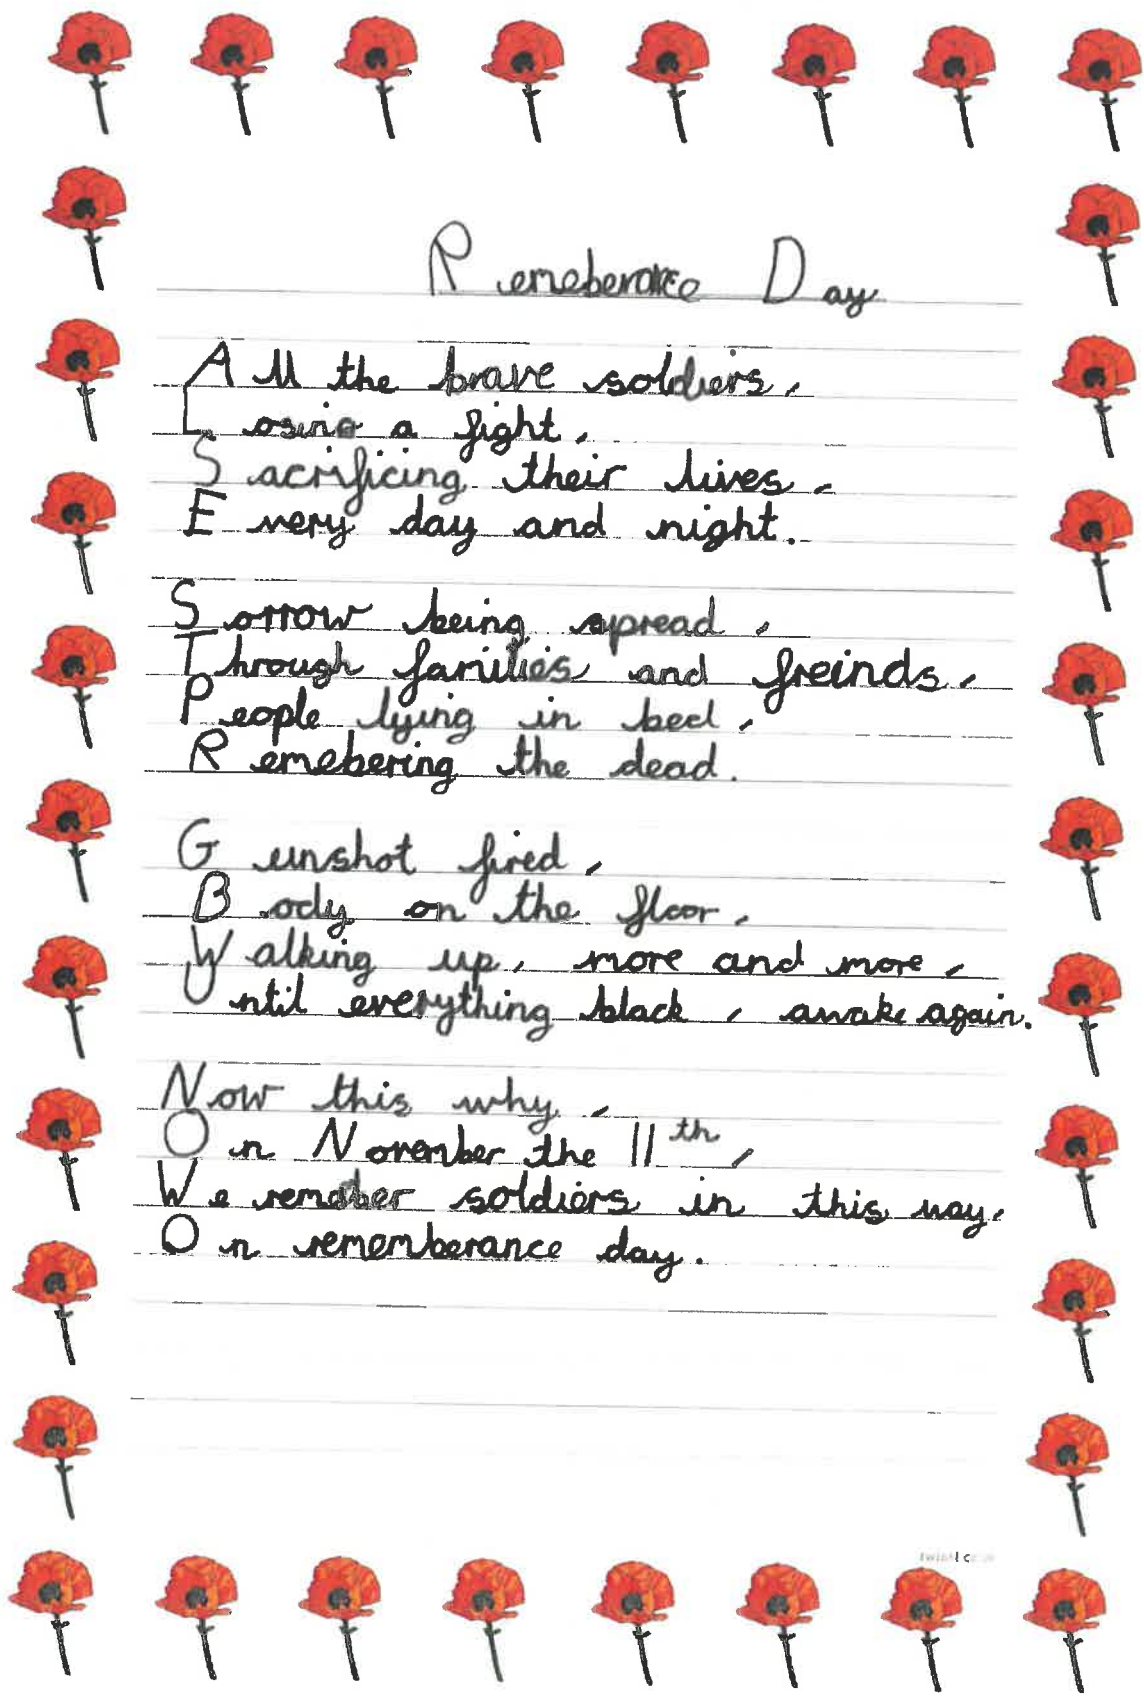 Remeberance Day
All the brave soldiers,
Losing a fight,
Sacrificing their lives,
Every day and night.
Sorrow being spread,
Through families and freinds,
People lying in bed,
Remebering the dead.
Gunshot fired,
Body on the floor,
Walking up, more and more,
Until everything black, awake again.
Now this why,
On November the 11th,
We remeber soldiers in this way,
On rememberance day.